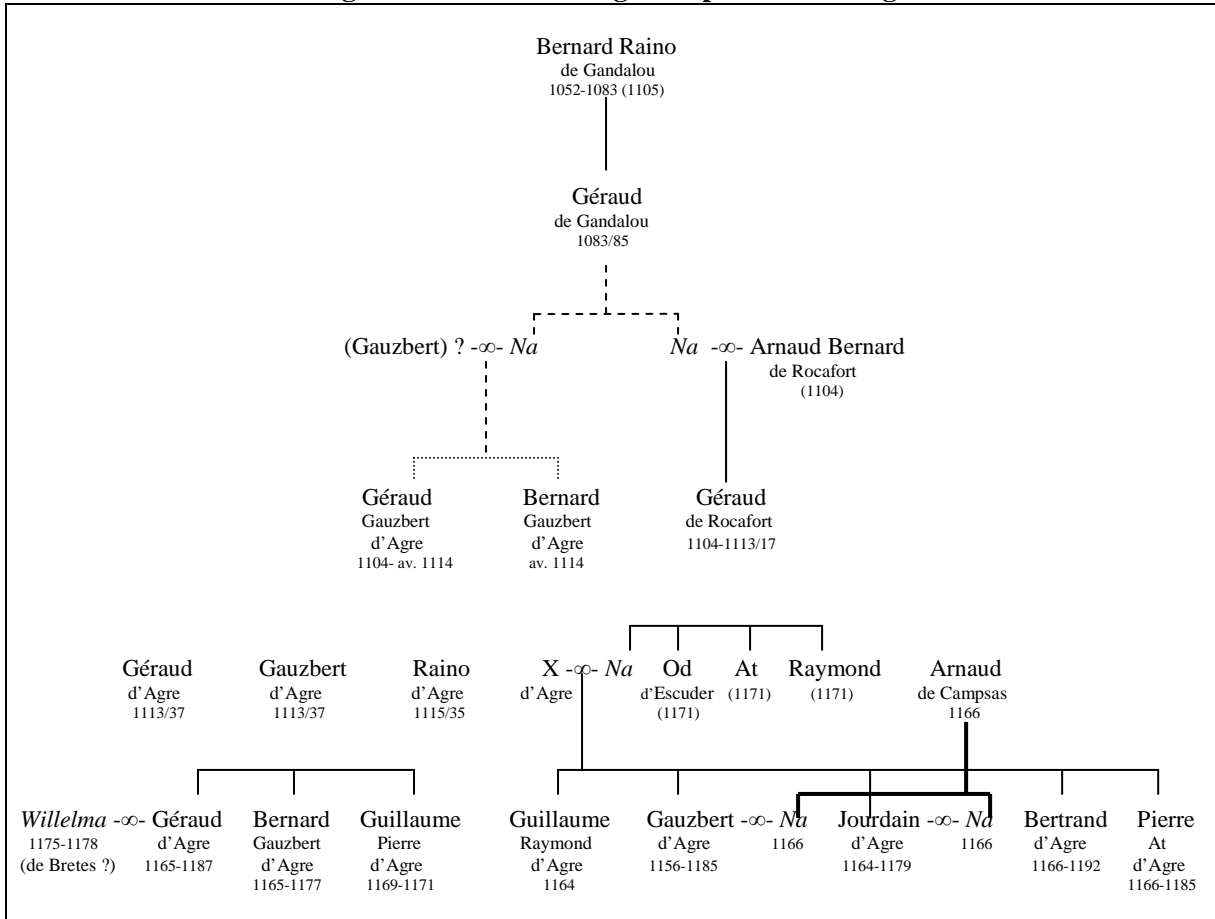 Bernard Raino
de Gandalou
1052-1083 (1105)
Géraud
de Gandalou
1083/85
(Gauzbert) ? -∞- Na
Na -∞- Arnaud Bernard
de Rocafort
(1104)
Géraud
Gauzbert
d'Agre
1104- av. 1114
Bernard
Gauzbert
d'Agre
av. 1114
Géraud
de Rocafort
1104-1113/17
Géraud
d'Agre
1113/37
Gauzbert
d'Agre
1113/37
Raino
d'Agre
1115/35
X -∞- Na
d'Agre
Od
d'Escuder
(1171)
At
(1171)
Raymond
(1171)
Arnaud
de Campsas
1166
Willelma -∞- Géraud
1175-1178
(de Bretes ?)
d'Agre
1165-1187
Bernard
Gauzbert
d'Agre
1165-1177
Guillaume
Pierre
d'Agre
1169-1171
Guillaume
Raymond
d'Agre
1164
Gauzbert -∞- Na
d'Agre
1156-1185
1166
Jourdain -∞- Na
d'Agre
1164-1179
1166
Bertrand
d'Agre
1166-1192
Pierre
At
d'Agre
1166-1185